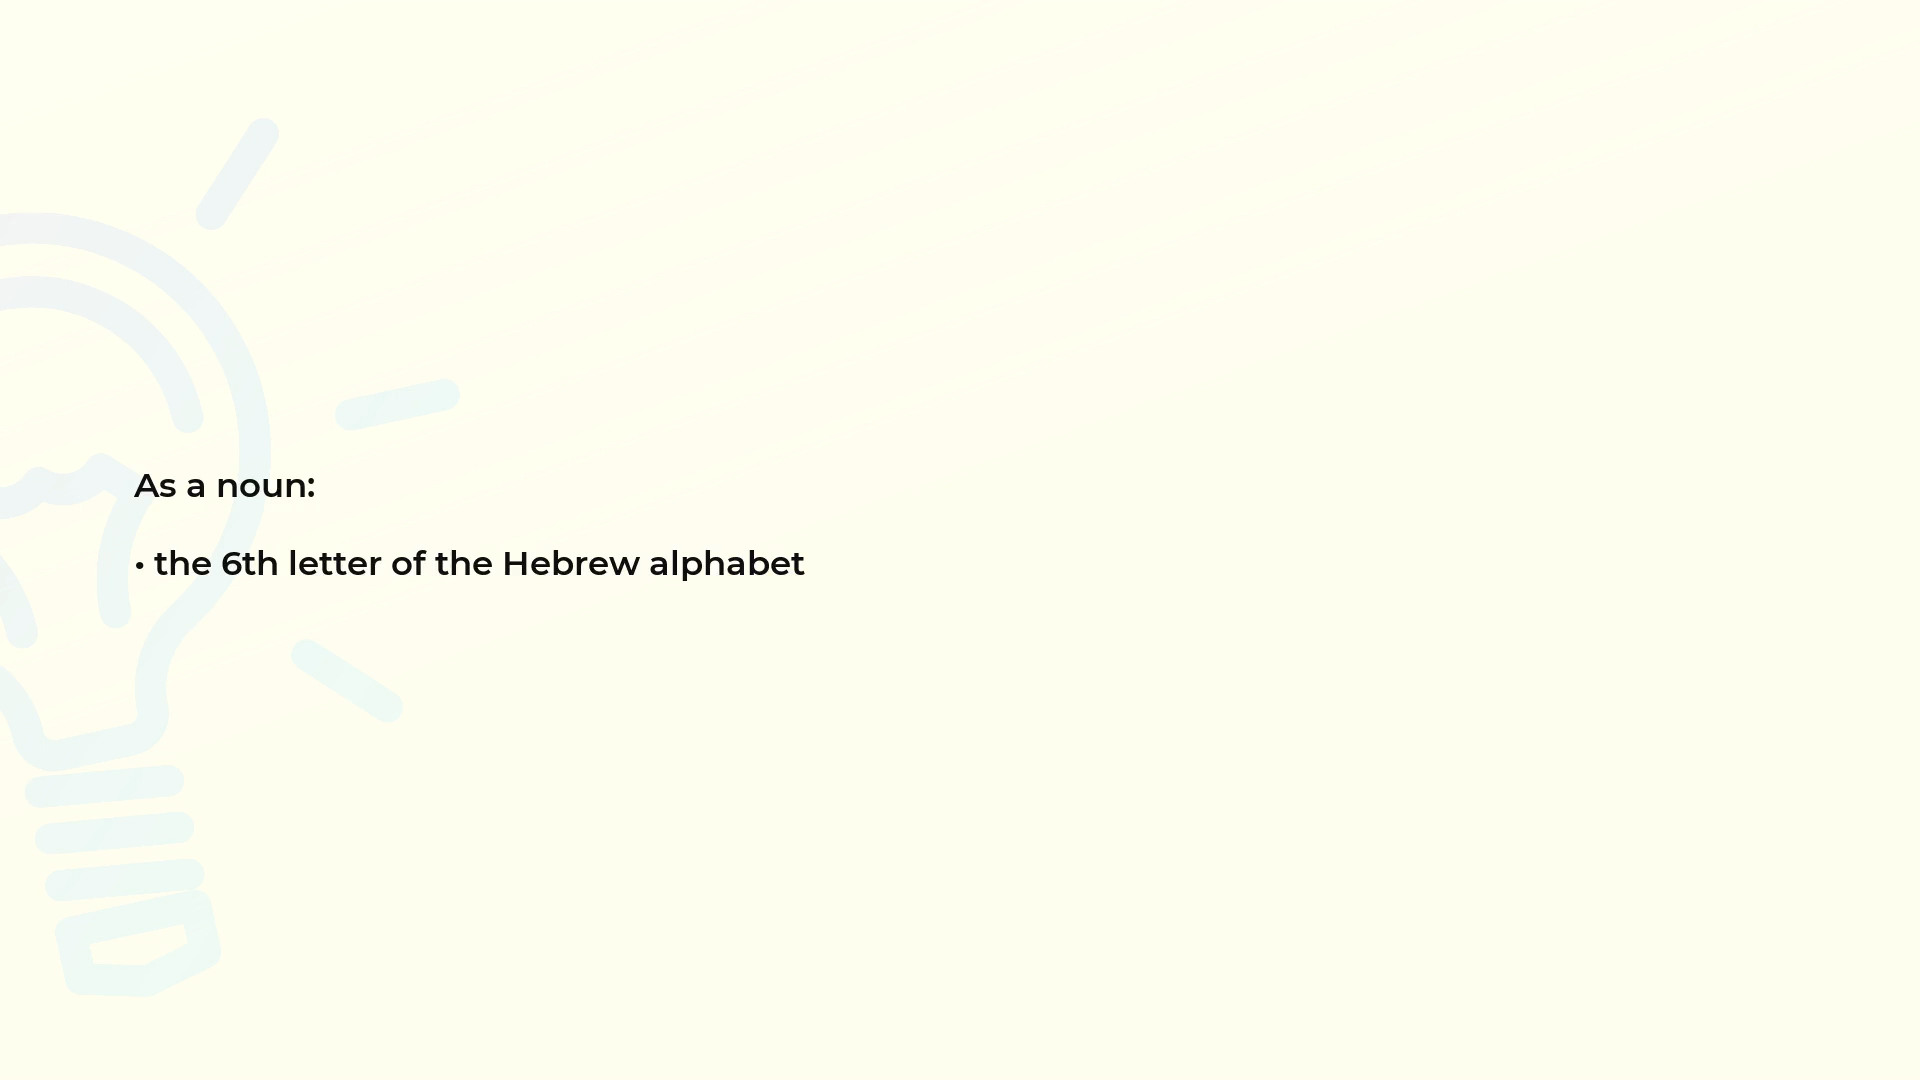 As a noun:
• the 6th letter of the Hebrew alphabet